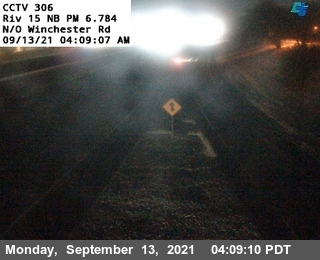 CCTV 306
Riv 15 NB PM 6.784
N/O Winchester Rd
09/13/21 04:09:07 AM
Monday, September 13, 2021 04:09:10 PDT